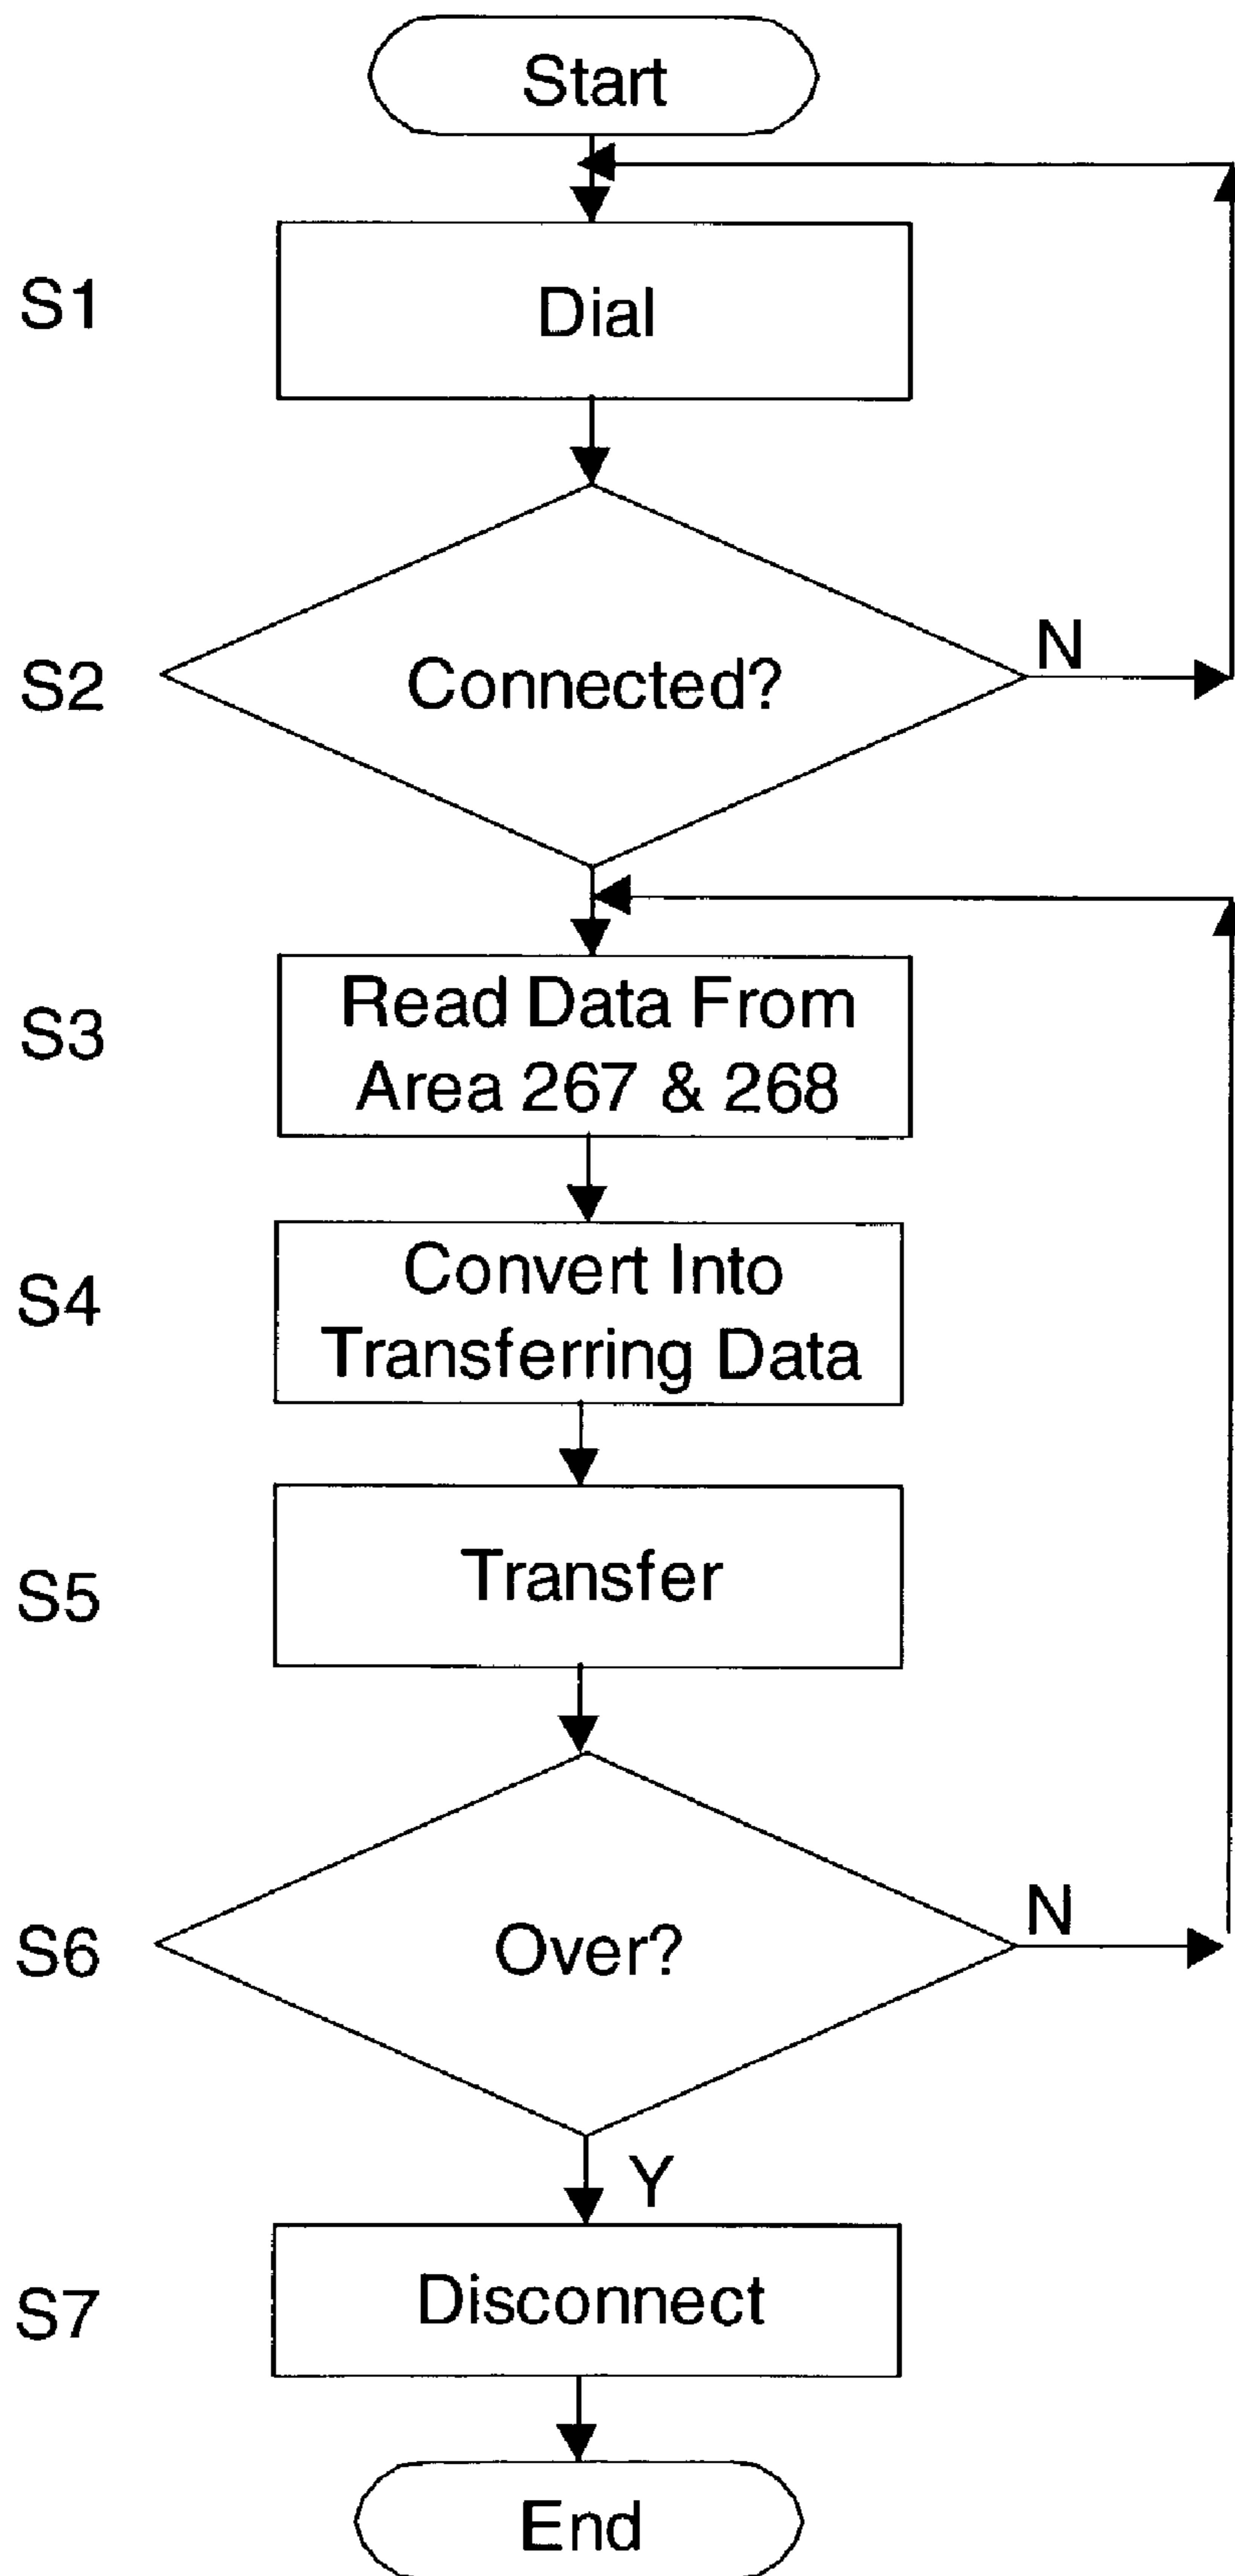 Start
S1
Dial
S2
Connected?
N
S3
Read Data From
Area 267 & 268
S4
Convert Into
Transferring Data
S5
Transfer
S6
Over?
N
Y
S7
Disconnect
End